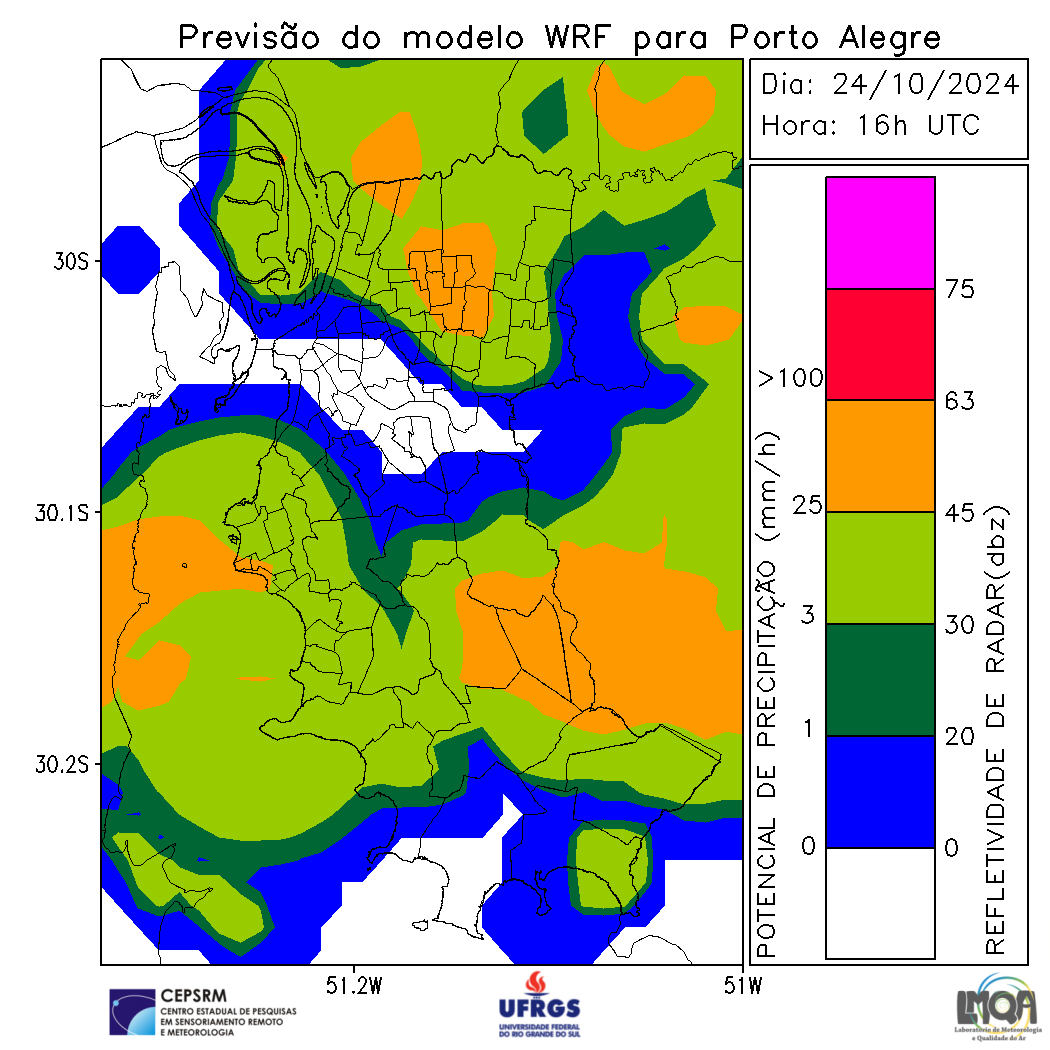 Previsão do modelo WRF para Porto Alegre
Dia: 24/10/2024
Hora: 16h UTC
30S
30.1S
30.2S
51.2W
51W
POTENCIAL DE PRECIPITAÇÃO (mm/h)
>100
25
3
1
0
75
63
45
30
20
0
REFLETIVIDADE DE RADAR(dbz)
CEPSRM
CENTRO ESTADUAL DE PESQUISAS
EM SENSORIAMENTO REMOTO
E METEOROLOGIA
UFRGS
UNIVERSIDADE FEDERAL
DO RIO GRANDE DO SUL
LMQA
Laboratório de Meteorologia
e Qualidade do Ar